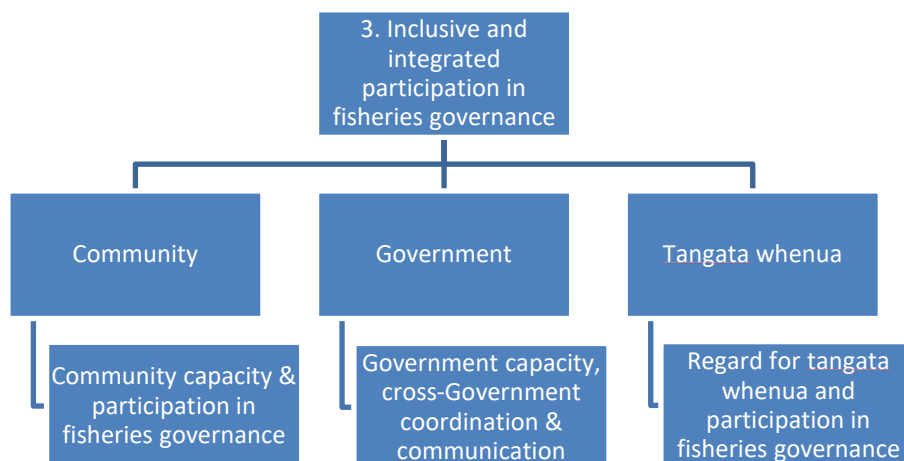 3. Inclusive and
integrated
participation in
fisheries governance
Community
Government
Tangata whenua
Community capacity &
participation in
fisheries governance
Government capacity,
cross-Government
coordination &
communication
Regard for tangata
whenua and
participation in
fisheries governance